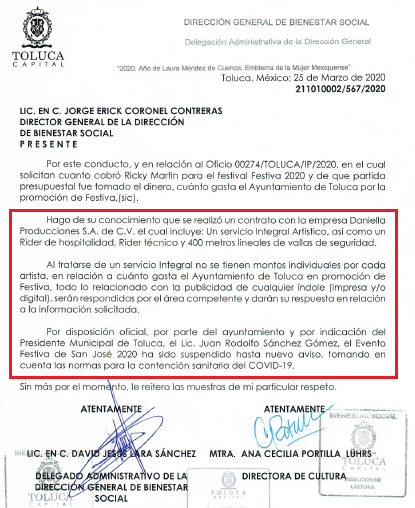 TOLUCA
CAPITAL
DIRECCIÓN GENERAL DE BIENESTAR SOCIAL
Delegación Administrativa de la Dirección General
"2020, Año de Laura Méndez de Cuenca; Emblema de la Mujer Mexiquense"
Toluca, México; 25 de Marzo de 2020
211010002/567/2020
LIC. EN C. JORGE ERICK CORONEL CONTRERAS
DIRECTOR GENERAL DE LA DIRECCIÓN
DE BIENESTAR SOCIAL
P R E S E N T E
Por este conducto, y en relación al Oficio 00274/TOLUCA/IP/2020, en el cual
solicitan cuanto cobró Ricky Martin para el festival Festiva 2020 y de que partida
presupuestal fue tomado el dinero, cuánto gasta el Ayuntamiento de Toluca por la
promoción de Festiva,(sic).
Hago de su conocimiento que se realizó un contrato con la empresa Daniella
Producciones S.A. de C.V. el cual incluye: Un servicio Integral Artístico, así como un
Rider de hospitalidad, Rider técnico y 400 metros lineales de vallas de seguridad.
Al tratarse de un servicio Integral no se tienen montos individuales por cada
artista, en relación a cuánto gasta el Ayuntamiento de Toluca en promoción de
Festiva, todo lo relacionado con la publicidad de cualquier índole (impresa y/o
digital), serán respondidas por el área competente y darán su respuesta en relación
a la información solicitada.
Por disposición oficial, por parte del ayuntamiento y por indicación del
Presidente Municipal de Toluca, el Lic. Juan Rodolfo Sánchez Gómez, el Evento
Festiva de San José 2020 ha sido suspendido hasta nuevo aviso, tomando en
cuenta las normas para la contención sanitaria del COVID-19.
Sin más por el momento, le reitero las muestras de mi particular respeto.
ATENTAMENTE ATENTAMENTE
LIC. EN C. DAVID JESÚS LARA SÁNCHEZ MTRA. ANA CECILIA PORTILLA LÜHRS
DELEGADO ADMINISTRATIVO DE LA DIRECTORA DE CULTURA
DIRECCIÓN GENERAL DE BIENESTAR
SOCIAL
TOLUCA
CAPITAL
TOLUCA